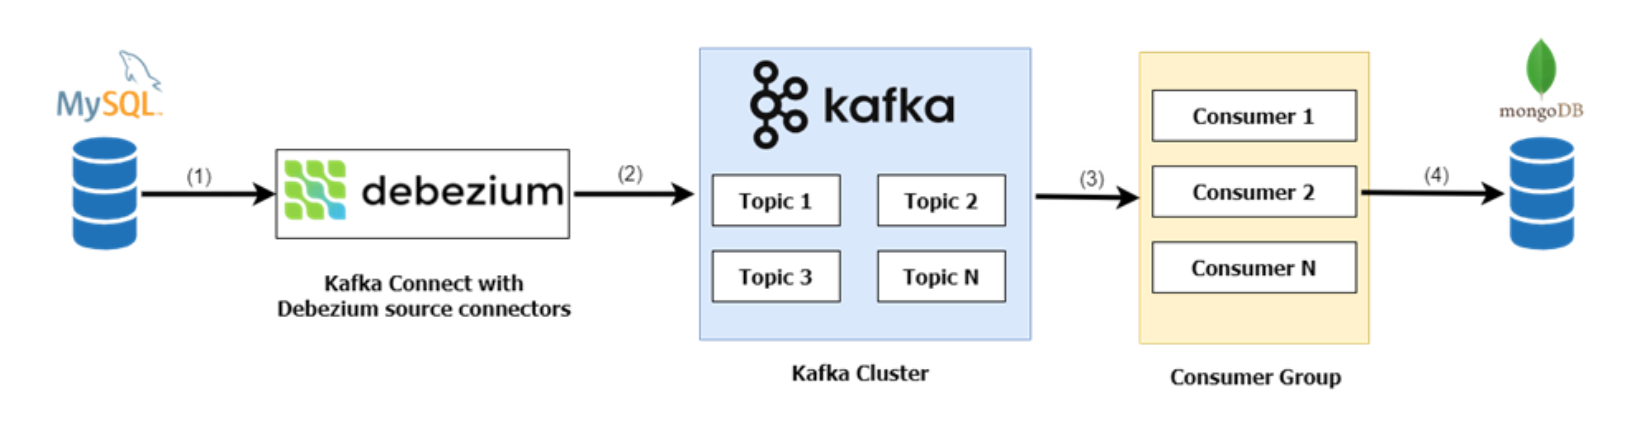 MySQL
(1)
debezium
Kafka Connect with
Debezium source connectors
(2)
kafka
Topic 1
Topic 2
Topic 3
Topic N
Kafka Cluster
(3)
Consumer 1
Consumer 2
Consumer N
Consumer Group
(4)
mongoDB